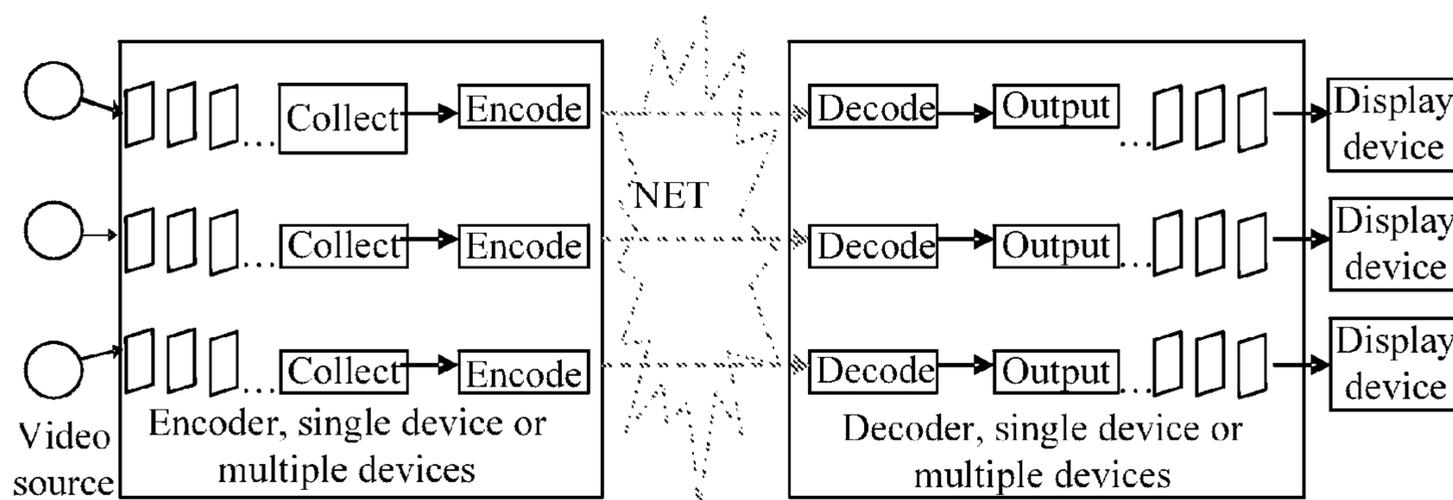 ... Collect Encode Decode Output ... Display
device
NET
... Collect Encode Decode Output ... Display
device
... Collect Encode Decode Output ... Display
device
Video
source
Encoder, single device or
multiple devices
Decoder, single device or
multiple devices